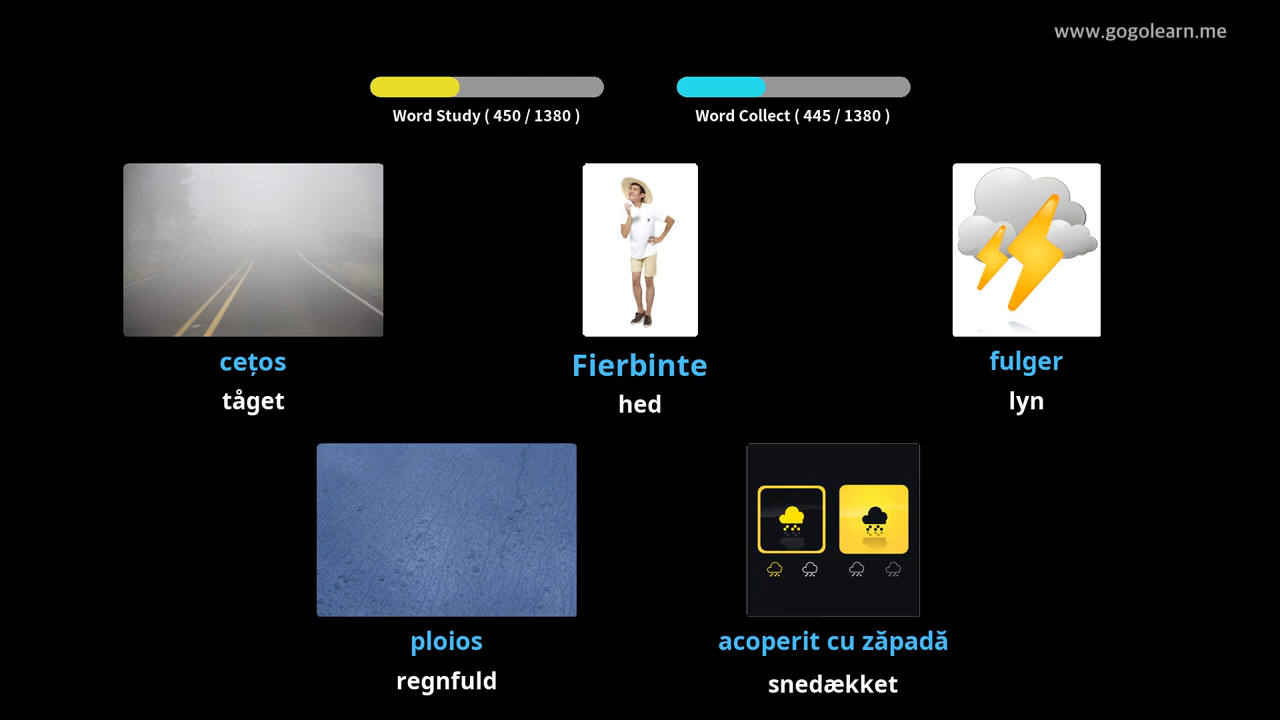 www.gogolearn.me
Word Study ( 450 / 1380 )
Word Collect ( 445 / 1380 )
cețos
tåget
Fierbinte
hed
fulger
lyn
ploios
regnfuld
acoperit cu zăpadă
snedækket